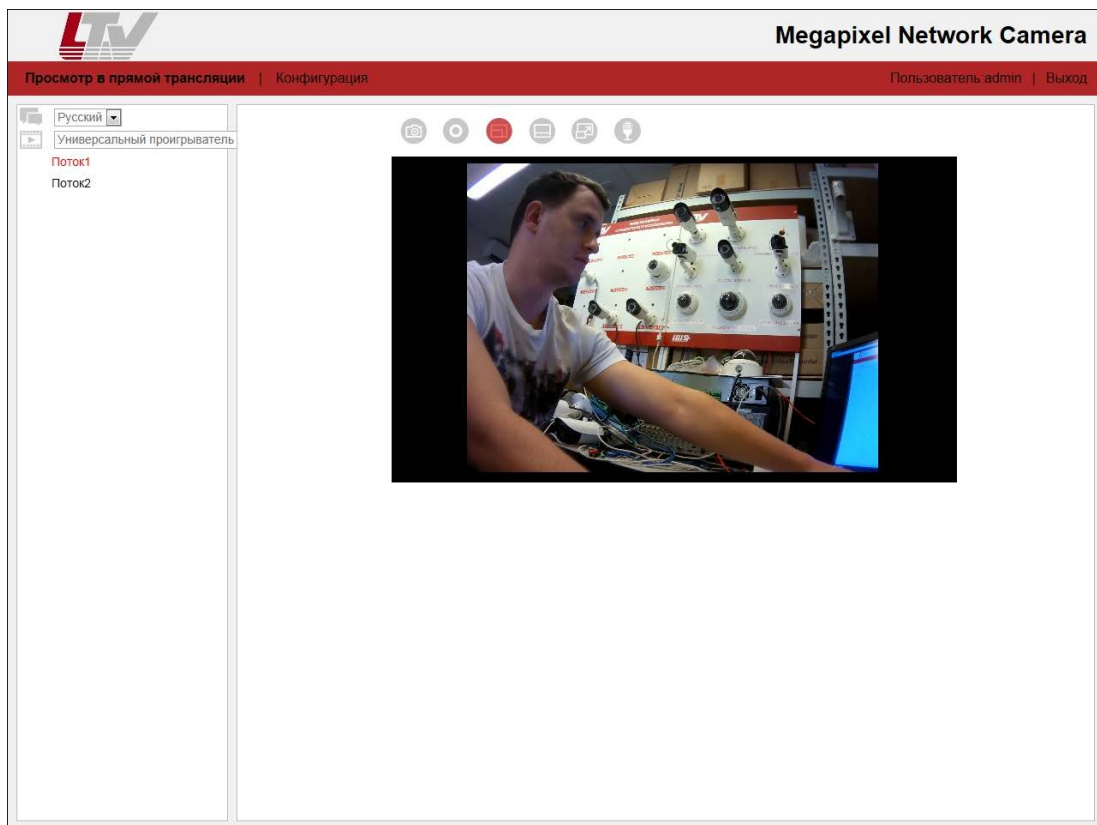 LTV
Megapixel Network Camera
Просмотр в прямой трансляции | Конфигурация
Пользователь:admin | Выход
Русский
Универсальный проигрыватель
Поток1
Поток2